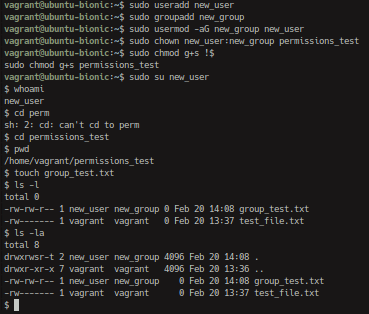 vagrant@ubuntu-bionic:~$ sudo useradd new_user
vagrant@ubuntu-bionic:~$ sudo groupadd new_group
vagrant@ubuntu-bionic:~$ sudo usermod -aG new_group new_user
vagrant@ubuntu-bionic:~$ sudo chown new_user:new_group permissions_test
vagrant@ubuntu-bionic:~$ sudo chmod g+s !$
sudo chmod g+s permissions_test
vagrant@ubuntu-bionic:~$ sudo su new_user
$ whoami
new_user
$ cd perm
sh: 2: cd: can't cd to perm
$ cd permissions_test
$ pwd
/home/vagrant/permissions_test
$ touch group_test.txt
$ ls -l
total 0
-rw-rw-r-- 1 new_user new_group 0 Feb 20 14:08 group_test.txt
-rw------- 1 vagrant  vagrant   0 Feb 20 13:37 test_file.txt
$ ls -la
total 8
drwxrwsr-t 2 new_user new_group 4096 Feb 20 14:08 .
drwxr-xr-x 7 vagrant  vagrant   4096 Feb 20 13:36 ..
-rw-rw-r-- 1 new_user new_group    0 Feb 20 14:08 group_test.txt
-rw------- 1 vagrant  vagrant      0 Feb 20 13:37 test_file.txt
$